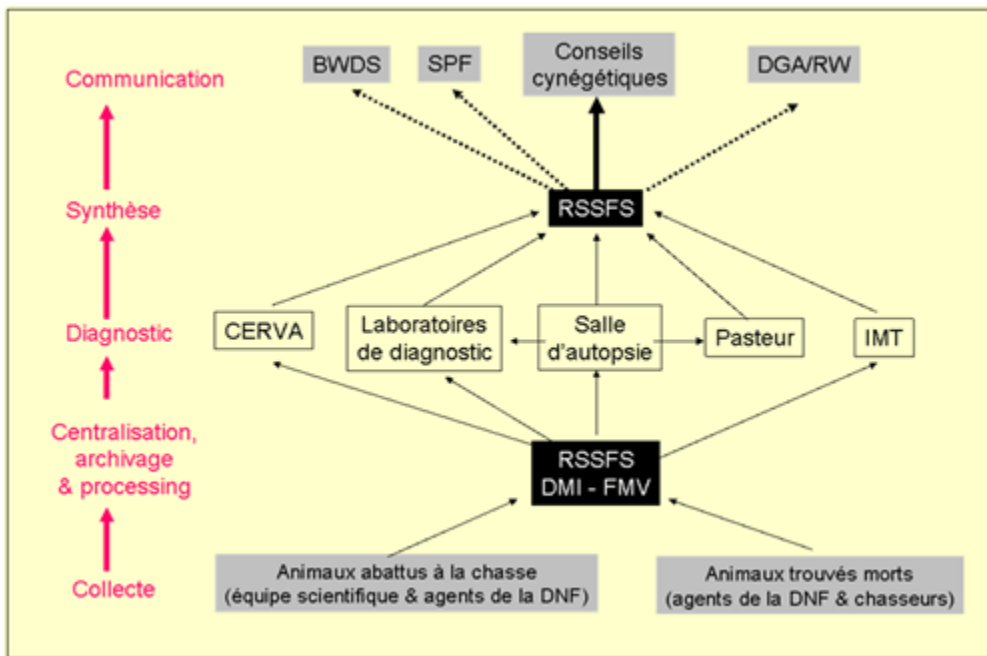 Communication
BWDS
SPF
Conseils
cynégétiques
DGA/RW
Synthèse
RSSFS
Diagnostic
CERVA
Laboratoires
de diagnostic
Salle
d'autopsie
Pasteur
IMT
Centralisation,
archivage
& processing
RSSFS
DMI - FMV
Collecte
Animaux abattus à la chasse
(équipe scientifique & agents de la DNF)
Animaux trouvés morts
(agents de la DNF & chasseurs)